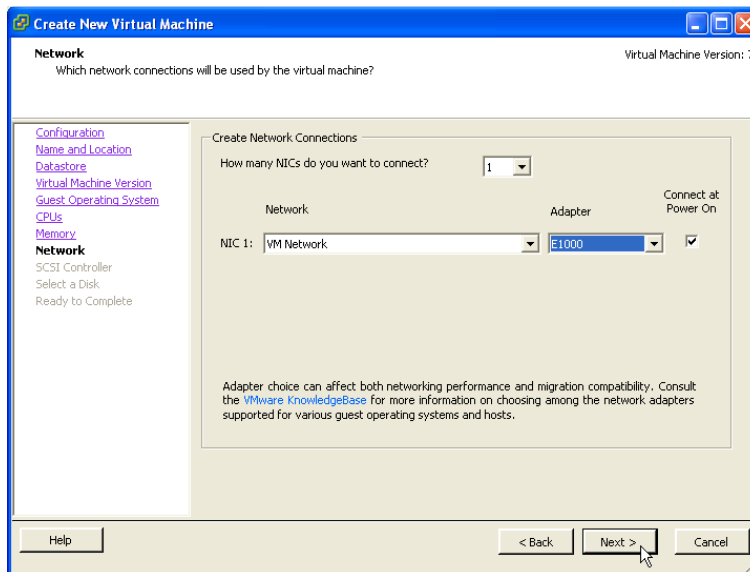 Create New Virtual Machine
Network
Which network connections will be used by the virtual machine?
Virtual Machine Version: 7
Configuration
Name and Location
Datastore
Virtual Machine Version
Guest Operating System
CPUs
Memory
Network
SCSI Controller
Select a Disk
Ready to Complete
Create Network Connections
How many NICs do you want to connect?
1
Network
Adapter
Connect at
Power On
NIC 1:
VM Network
E1000
Adapter choice can affect both networking performance and migration compatibility. Consult
the VMware KnowledgeBase for more information on choosing among the network adapters
supported for various guest operating systems and hosts.
Help
< Back
Next >
Cancel